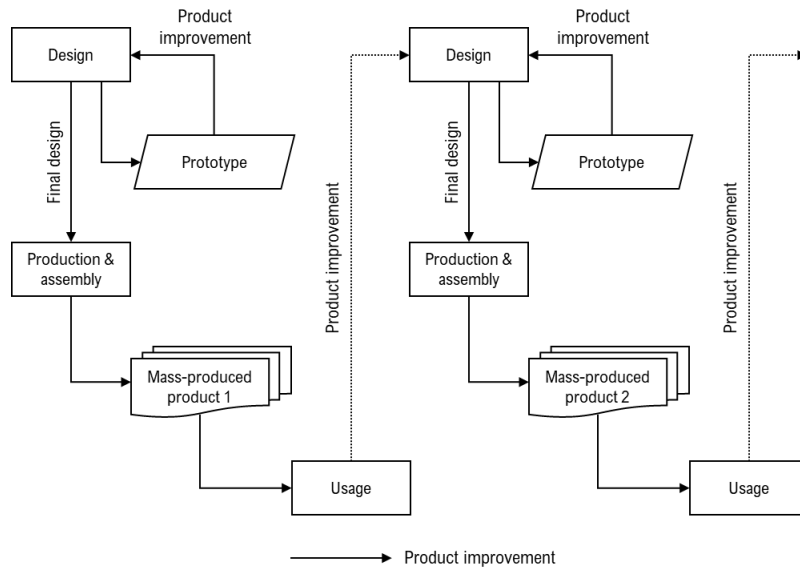 Product
improvement
Design
Final design
Prototype
Production &
assembly
Mass-produced
product 1
Usage
Product improvement
Product
improvement
Design
Final design
Prototype
Production &
assembly
Mass-produced
product 2
Usage
Product improvement
Product improvement